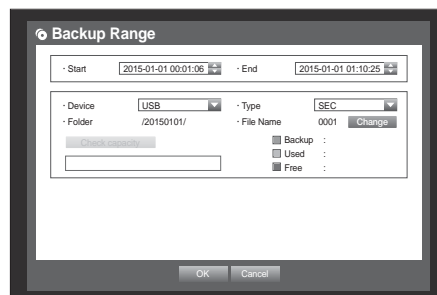 Backup Range
· Start 2015-01-01 00:01:06 · End 2015-01-01 01:10:25
· Device USB · Type SEC
· Folder /20150101/ · File Name 0001 Change
Check capacity Backup :
Used :
Free :
OK Cancel